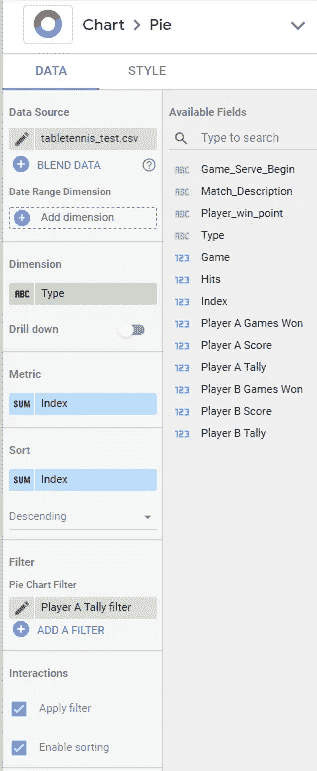 Chart > Pie
DATA
STYLE
Data Source
tabletennis_test.csv
BLEND DATA
Date Range Dimension
Add dimension
Dimension
ABC Type
Drill down
Metric
SUM Index
Sort
SUM Index
Descending
Filter
Pie Chart Filter
Player A Tally filter
ADD A FILTER
Interactions
Apply filter
Enable sorting
Available Fields
Type to search
ABC Game_Serve_Begin
ABC Match_Description
ABC Player_win_point
ABC Type
123 Game
123 Hits
123 Index
123 Player A Games Won
123 Player A Score
123 Player A Tally
123 Player B Games Won
123 Player B Score
123 Player B Tally